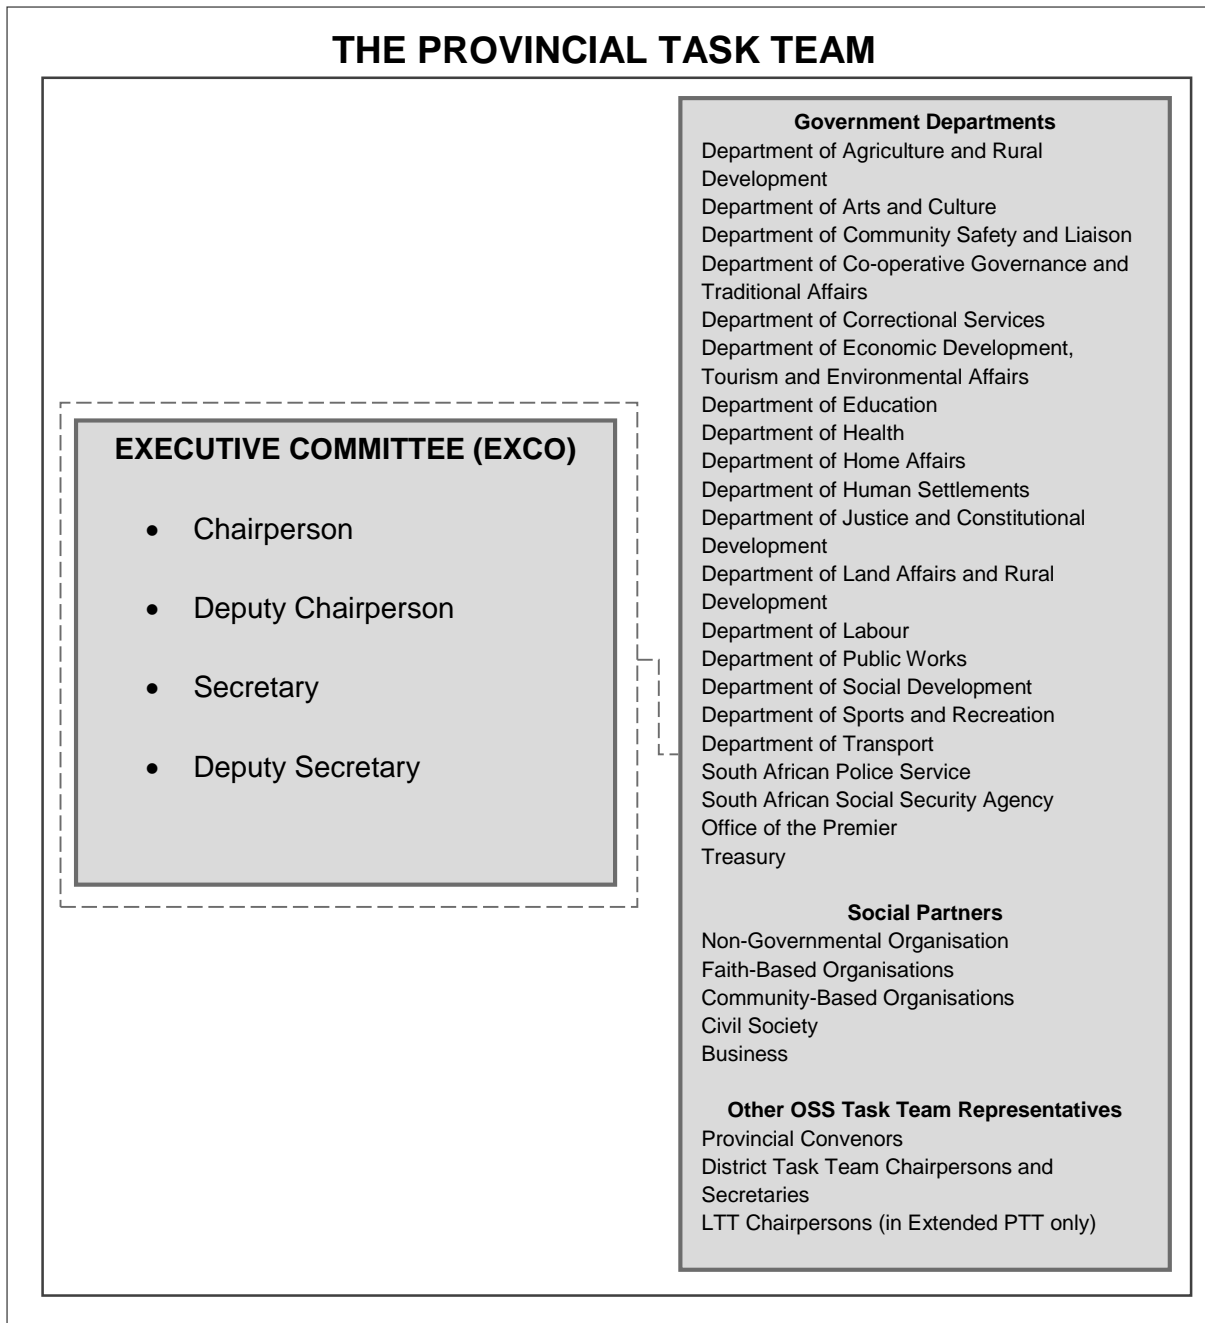 THE PROVINCIAL TASK TEAM
EXECUTIVE COMMITTEE (EXCO)
• Chairperson
• Deputy Chairperson
• Secretary
• Deputy Secretary
Government Departments
Department of Agriculture and Rural
Development
Department of Arts and Culture
Department of Community Safety and Liaison
Department of Co-operative Governance and
Traditional Affairs
Department of Correctional Services
Department of Economic Development,
Tourism and Environmental Affairs
Department of Education
Department of Health
Department of Home Affairs
Department of Human Settlements
Department of Justice and Constitutional
Development
Department of Land Affairs and Rural
Development
Department of Labour
Department of Public Works
Department of Social Development
Department of Sports and Recreation
Department of Transport
South African Police Service
South African Social Security Agency
Office of the Premier
Treasury
Social Partners
Non-Governmental Organisation
Faith-Based Organisations
Community-Based Organisations
Civil Society
Business
Other OSS Task Team Representatives
Provincial Convenors
District Task Team Chairpersons and
Secretaries
LTT Chairpersons (in Extended PTT only)